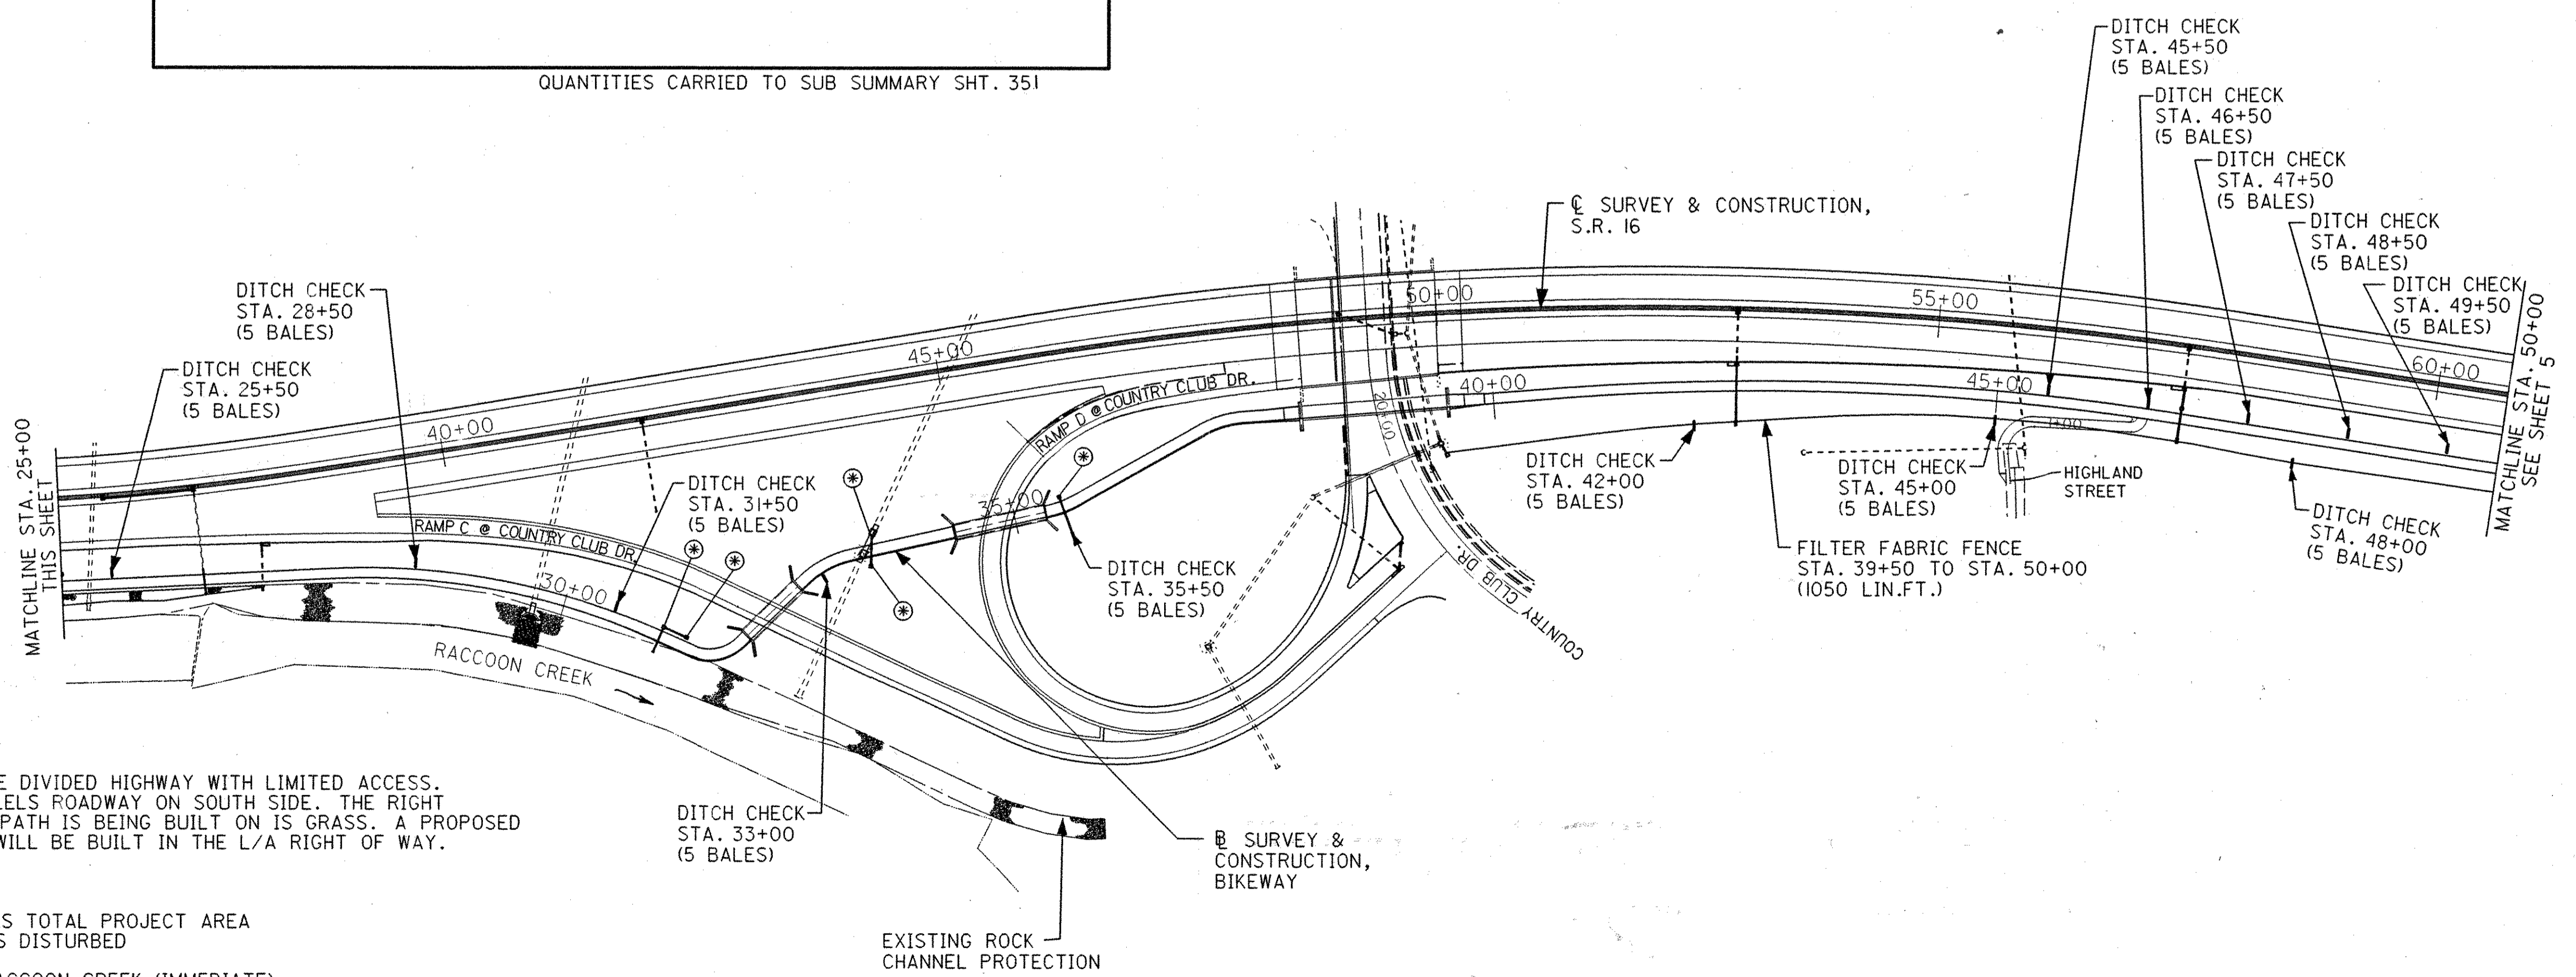 QUANTITIES CARRIED TO SUB SUMMARY SHT. 351
DITCH CHECK
STA. 45+50
(5 BALES)
DITCH CHECK
STA. 46+50
(5 BALES)
DITCH CHECK
STA. 47+50
(5 BALES)
DITCH CHECK
STA. 48+50
(5 BALES)
DITCH CHECK
STA. 49+50
(5 BALES)
℄ SURVEY & CONSTRUCTION,
S.R. 16
DITCH CHECK
STA. 28+50
(5 BALES)
DITCH CHECK
STA. 25+50
(5 BALES)
MATCHLINE STA. 25+00
THIS SHEET
40+00
45+00
50+00
55+00
60+00
MATCHLINE STA. 50+00
SEE SHEET 5
RAMP D @ COUNTRY CLUB DR.
RAMP C @ COUNTRY CLUB DR.
30+00
35+00
40+00
45+00
20+00
1+00
DITCH CHECK
STA. 31+50
(5 BALES)
DITCH CHECK
STA. 35+50
(5 BALES)
DITCH CHECK
STA. 42+00
(5 BALES)
DITCH CHECK
STA. 45+00
(5 BALES)
HIGHLAND
STREET
DITCH CHECK
STA. 48+00
(5 BALES)
FILTER FABRIC FENCE
STA. 39+50 TO STA. 50+00
(1050 LIN.FT.)
COUNTRY CLUB DR.
RACCOON CREEK
DITCH CHECK
STA. 33+00
(5 BALES)
B SURVEY &
CONSTRUCTION,
BIKEWAY
EXISTING ROCK
CHANNEL PROTECTION
E DIVIDED HIGHWAY WITH LIMITED ACCESS.
LELS ROADWAY ON SOUTH SIDE. THE RIGHT
PATH IS BEING BUILT ON IS GRASS. A PROPOSED
WILL BE BUILT IN THE L/A RIGHT OF WAY.
S TOTAL PROJECT AREA
S DISTURBED
ACCOON CREEK (IMMEDIATE)